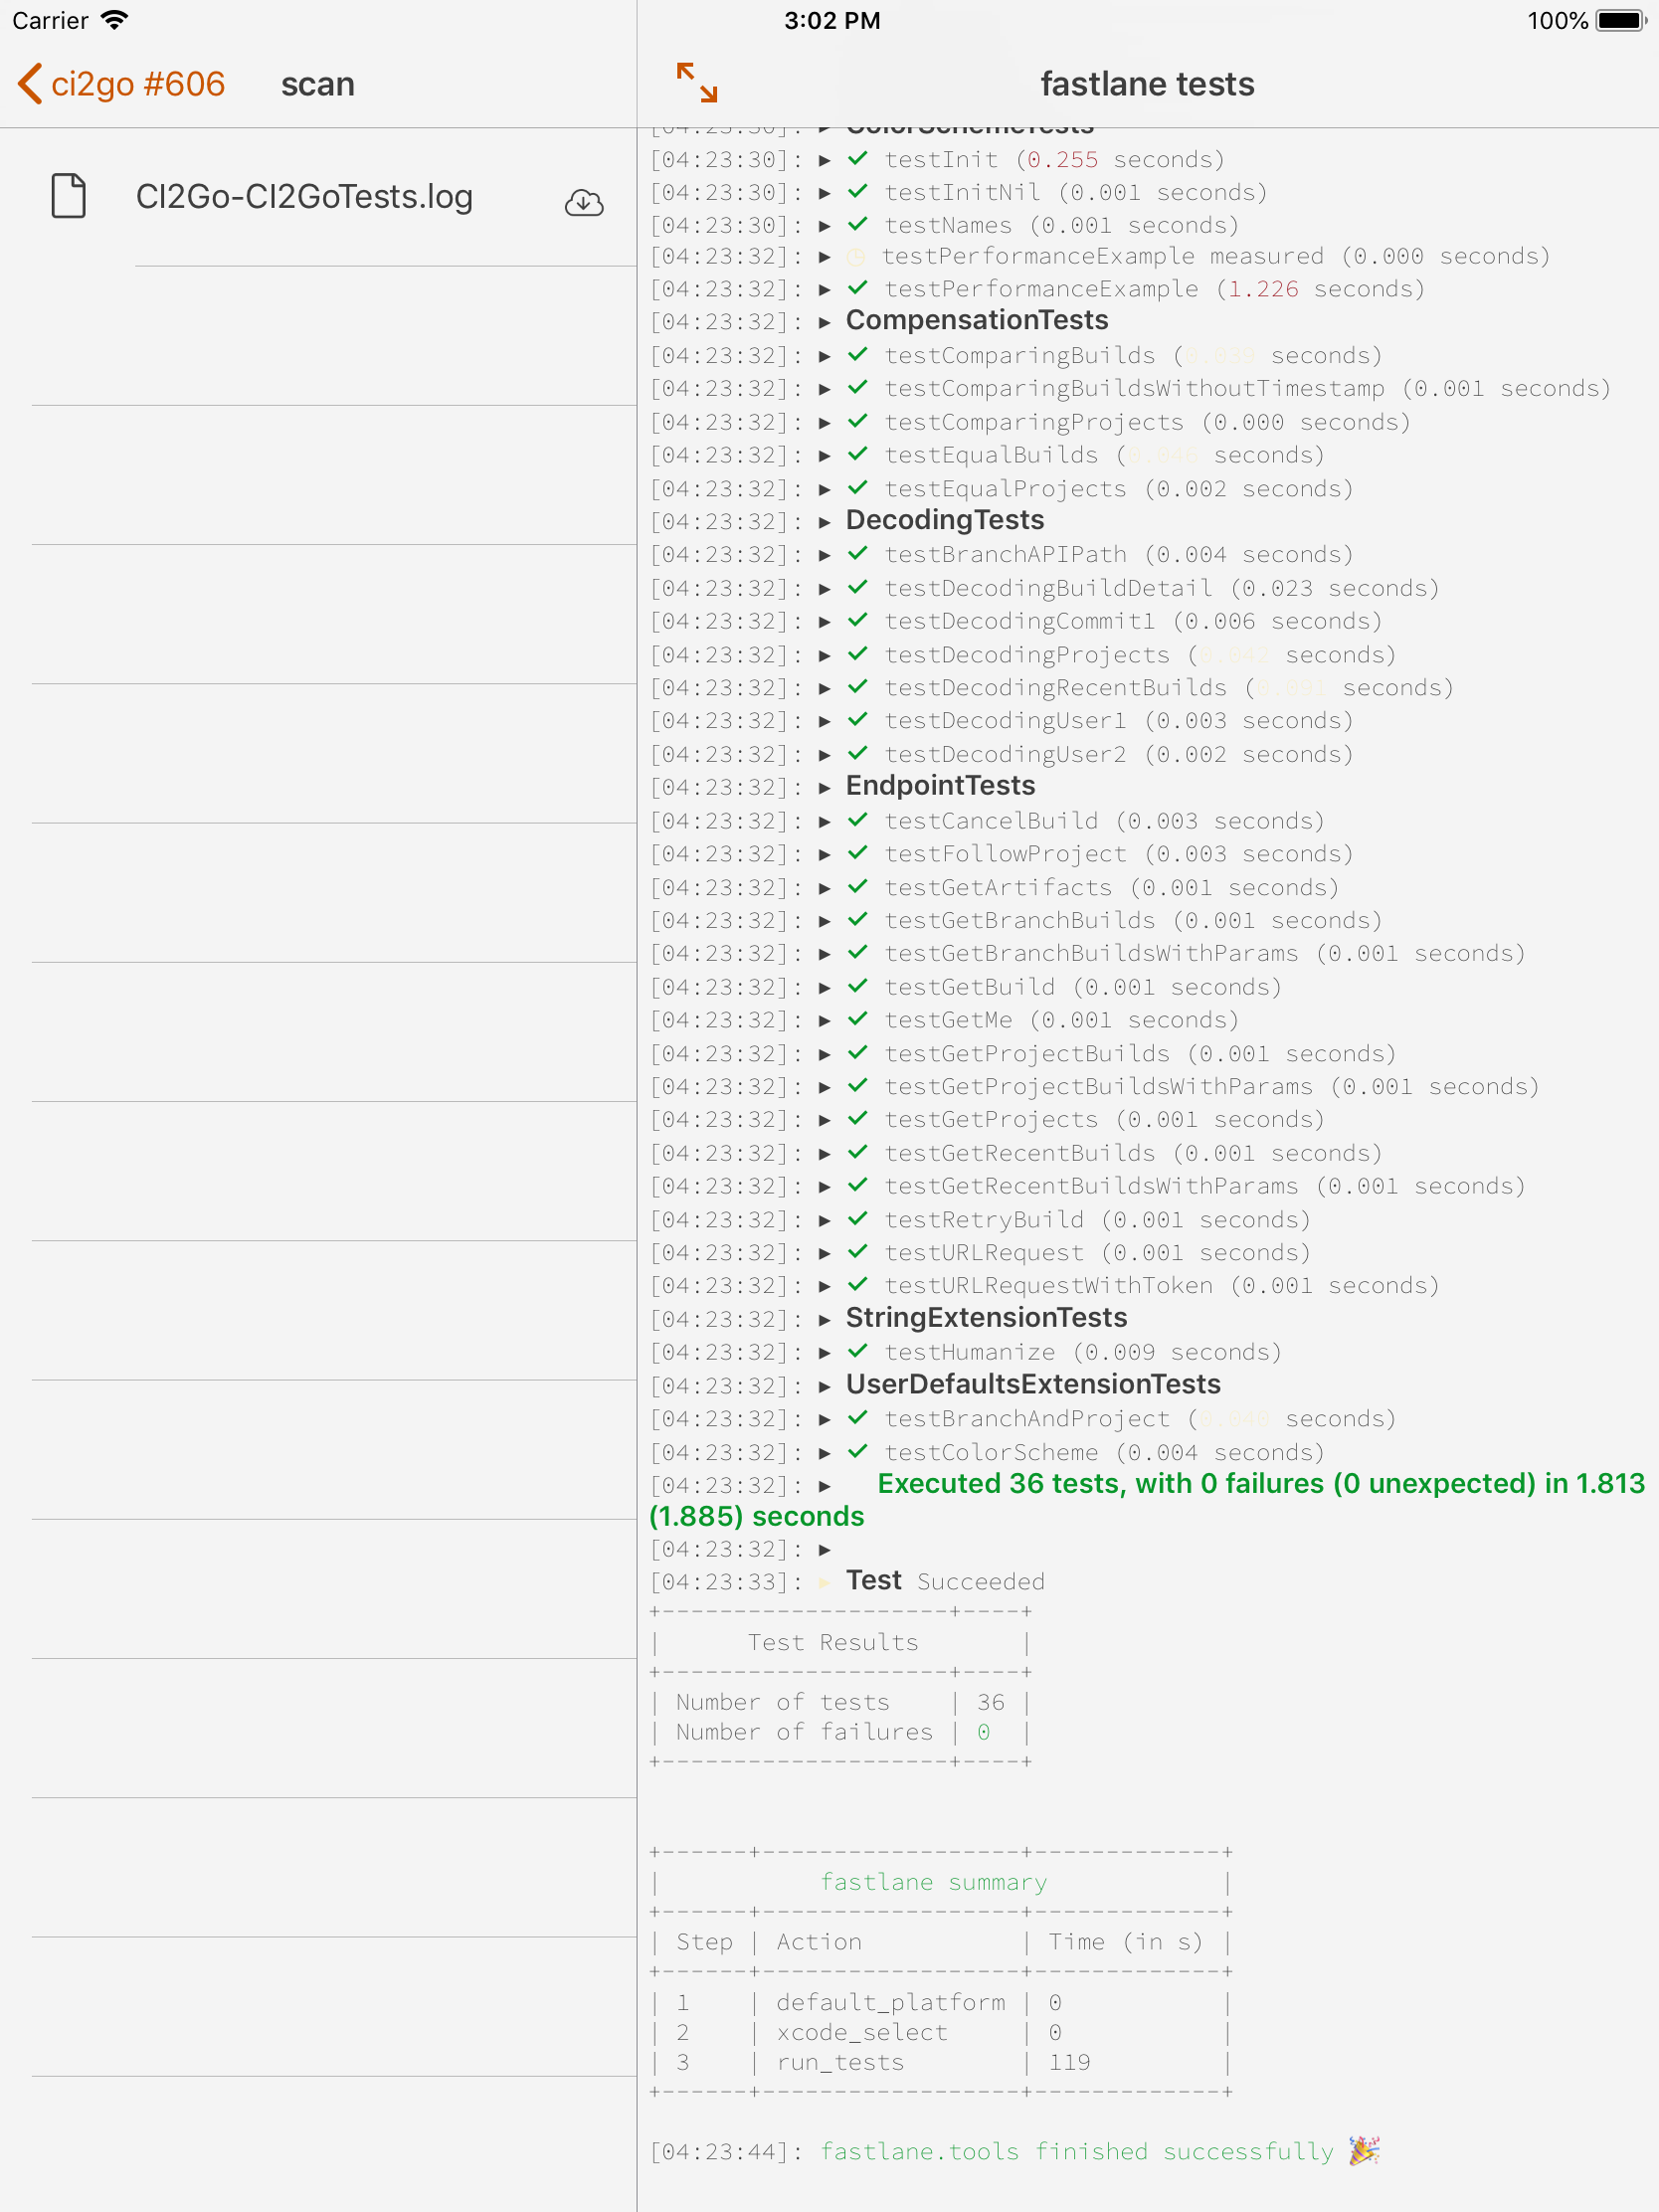 Carrier 3:02 PM 100%
ci2go #606 scan
CI2Go-CI2GoTests.log
fastlane tests
[04:23:30]: ▸ ColorSchemeTests
[04:23:30]: ▸ ✓ testInit (0.255 seconds)
[04:23:30]: ▸ ✓ testInitNil (0.001 seconds)
[04:23:30]: ▸ ✓ testNames (0.001 seconds)
[04:23:32]: ▸ ◷ testPerformanceExample measured (0.000 seconds)
[04:23:32]: ▸ ✓ testPerformanceExample (1.226 seconds)
[04:23:32]: ▸ CompensationTests
[04:23:32]: ▸ ✓ testComparingBuilds (0.039 seconds)
[04:23:32]: ▸ ✓ testComparingBuildsWithoutTimestamp (0.001 seconds)
[04:23:32]: ▸ ✓ testComparingProjects (0.000 seconds)
[04:23:32]: ▸ ✓ testEqualBuilds (0.046 seconds)
[04:23:32]: ▸ ✓ testEqualProjects (0.002 seconds)
[04:23:32]: ▸ DecodingTests
[04:23:32]: ▸ ✓ testBranchAPIPath (0.004 seconds)
[04:23:32]: ▸ ✓ testDecodingBuildDetail (0.023 seconds)
[04:23:32]: ▸ ✓ testDecodingCommit1 (0.006 seconds)
[04:23:32]: ▸ ✓ testDecodingProjects (0.042 seconds)
[04:23:32]: ▸ ✓ testDecodingRecentBuilds (0.091 seconds)
[04:23:32]: ▸ ✓ testDecodingUser1 (0.003 seconds)
[04:23:32]: ▸ ✓ testDecodingUser2 (0.002 seconds)
[04:23:32]: ▸ EndpointTests
[04:23:32]: ▸ ✓ testCancelBuild (0.003 seconds)
[04:23:32]: ▸ ✓ testFollowProject (0.003 seconds)
[04:23:32]: ▸ ✓ testGetArtifacts (0.001 seconds)
[04:23:32]: ▸ ✓ testGetBranchBuilds (0.001 seconds)
[04:23:32]: ▸ ✓ testGetBranchBuildsWithParams (0.001 seconds)
[04:23:32]: ▸ ✓ testGetBuild (0.001 seconds)
[04:23:32]: ▸ ✓ testGetMe (0.001 seconds)
[04:23:32]: ▸ ✓ testGetProjectBuilds (0.001 seconds)
[04:23:32]: ▸ ✓ testGetProjectBuildsWithParams (0.001 seconds)
[04:23:32]: ▸ ✓ testGetProjects (0.001 seconds)
[04:23:32]: ▸ ✓ testGetRecentBuilds (0.001 seconds)
[04:23:32]: ▸ ✓ testGetRecentBuildsWithParams (0.001 seconds)
[04:23:32]: ▸ ✓ testRetryBuild (0.001 seconds)
[04:23:32]: ▸ ✓ testURLRequest (0.001 seconds)
[04:23:32]: ▸ ✓ testURLRequestWithToken (0.001 seconds)
[04:23:32]: ▸ StringExtensionTests
[04:23:32]: ▸ ✓ testHumanize (0.009 seconds)
[04:23:32]: ▸ UserDefaultsExtensionTests
[04:23:32]: ▸ ✓ testBranchAndProject (0.040 seconds)
[04:23:32]: ▸ ✓ testColorScheme (0.004 seconds)
[04:23:32]: ▸ Executed 36 tests, with 0 failures (0 unexpected) in 1.813
(1.885) seconds
[04:23:32]: ▸
[04:23:33]: ▸ Test Succeeded
+--------------------+----+
| Test Results |
+--------------------+----+
| Number of tests | 36 |
| Number of failures | 0 |
+--------------------+----+
+------+------------------+-------------+
| fastlane summary |
+------+------------------+-------------+
| Step | Action | Time (in s) |
+------+------------------+-------------+
| 1 | default_platform | 0 |
| 2 | xcode_select | 0 |
| 3 | run_tests | 119 |
+------+------------------+-------------+
[04:23:44]: fastlane.tools finished successfully 🎉